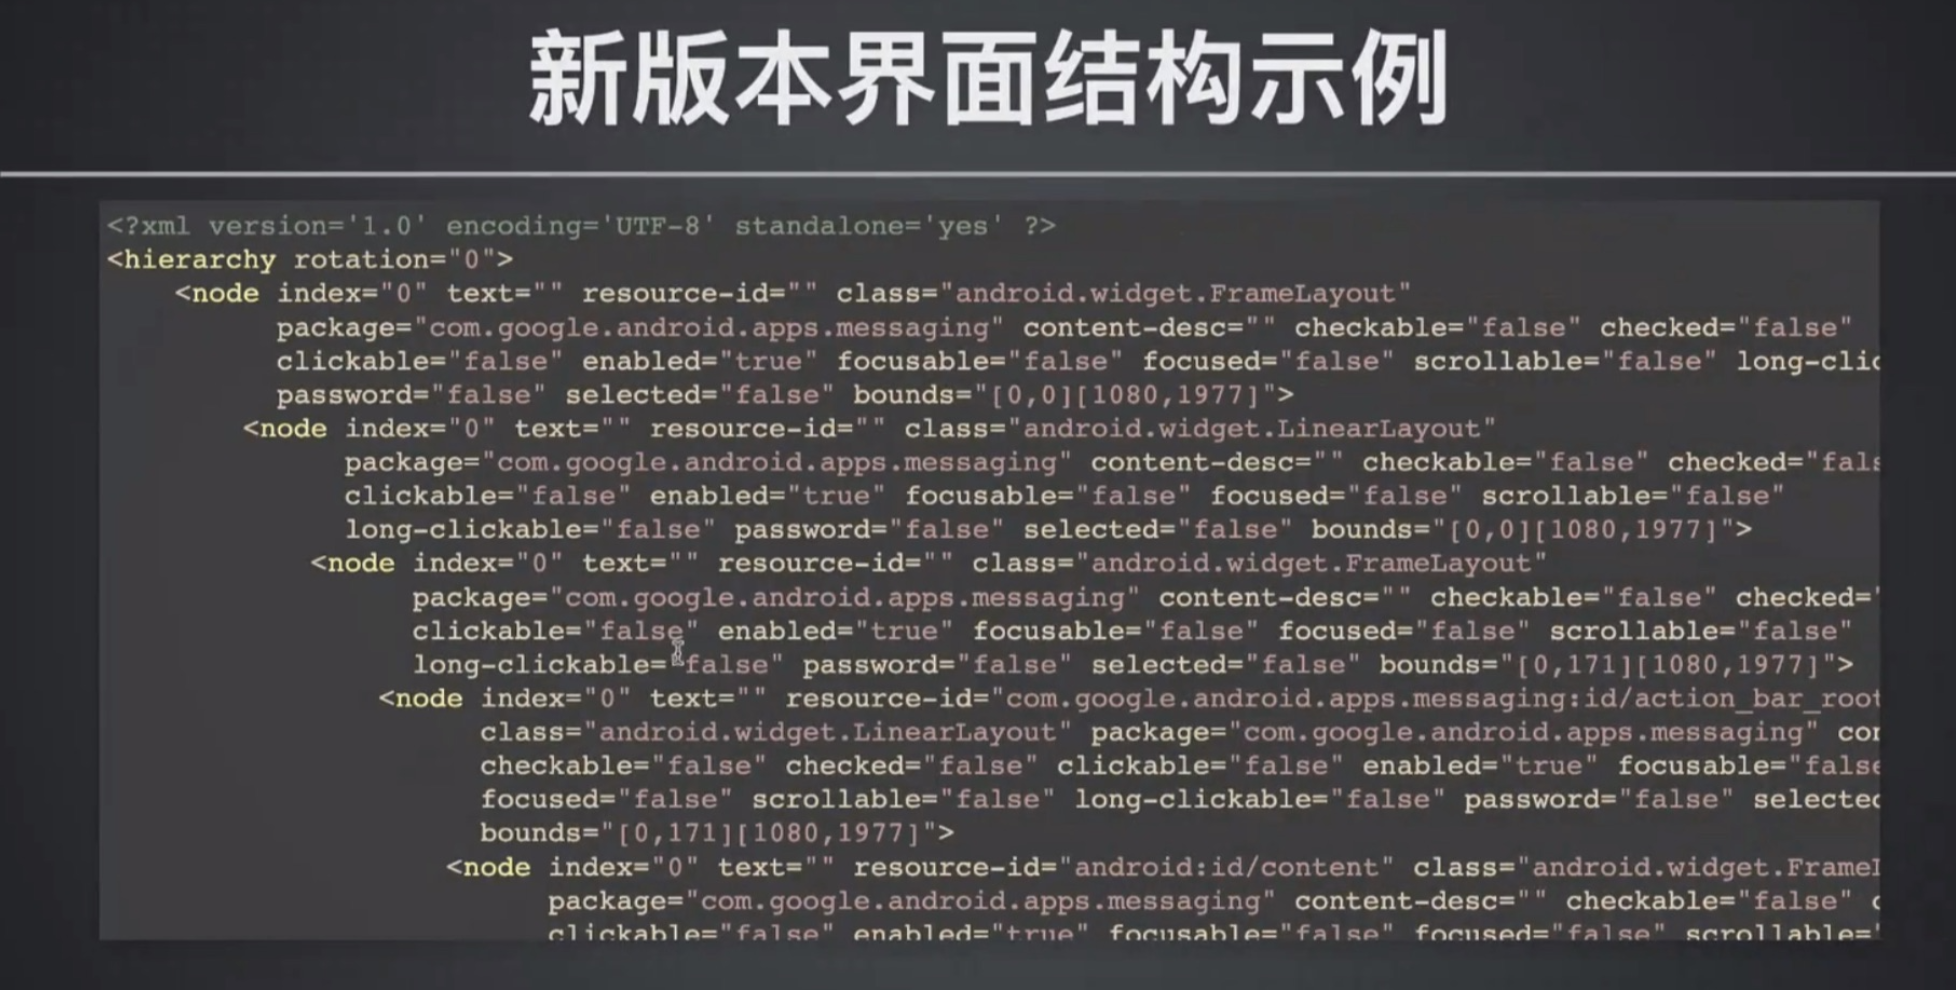 新版本界面结构示例
<?xml version='1.0' encoding='UTF-8' standalone='yes' ?>
<hierarchy rotation="0">
<node index="0" text="" resource-id="" class="android.widget.FrameLayout"
package="com.google.android.apps.messaging" content-desc="" checkable="false" checked="false"
clickable="false" enabled="true" focusable="false" focused="false" scrollable="false" long-clic
password="false" selected="false" bounds="[0,0][1080,1977]">
<node index="0" text="" resource-id="" class="android.widget.LinearLayout"
package="com.google.android.apps.messaging" content-desc="" checkable="false" checked="fals
clickable="false" enabled="true" focusable="false" focused="false" scrollable="false"
long-clickable="false" password="false" selected="false" bounds="[0,0][1080,1977]">
<node index="0" text="" resource-id="" class="android.widget.FrameLayout"
package="com.google.android.apps.messaging" content-desc="" checkable="false" checked="
clickable="false" enabled="true" focusable="false" focused="false" scrollable="false"
long-clickable="false" password="false" selected="false" bounds="[0,171][1080,1977]">
<node index="0" text="" resource-id="com.google.android.apps.messaging:id/action_bar_root
class="android.widget.LinearLayout" package="com.google.android.apps.messaging" con
checkable="false" checked="false" clickable="false" enabled="true" focusable="false
focused="false" scrollable="false" long-clickable="false" password="false" selected
bounds="[0,171][1080,1977]">
<node index="0" text="" resource-id="android:id/content" class="android.widget.FrameL
package="com.google.android.apps.messaging" content-desc="" checkable="false" c
clickable="false" enabled="true" focusable="false" focused="false" scrollable="